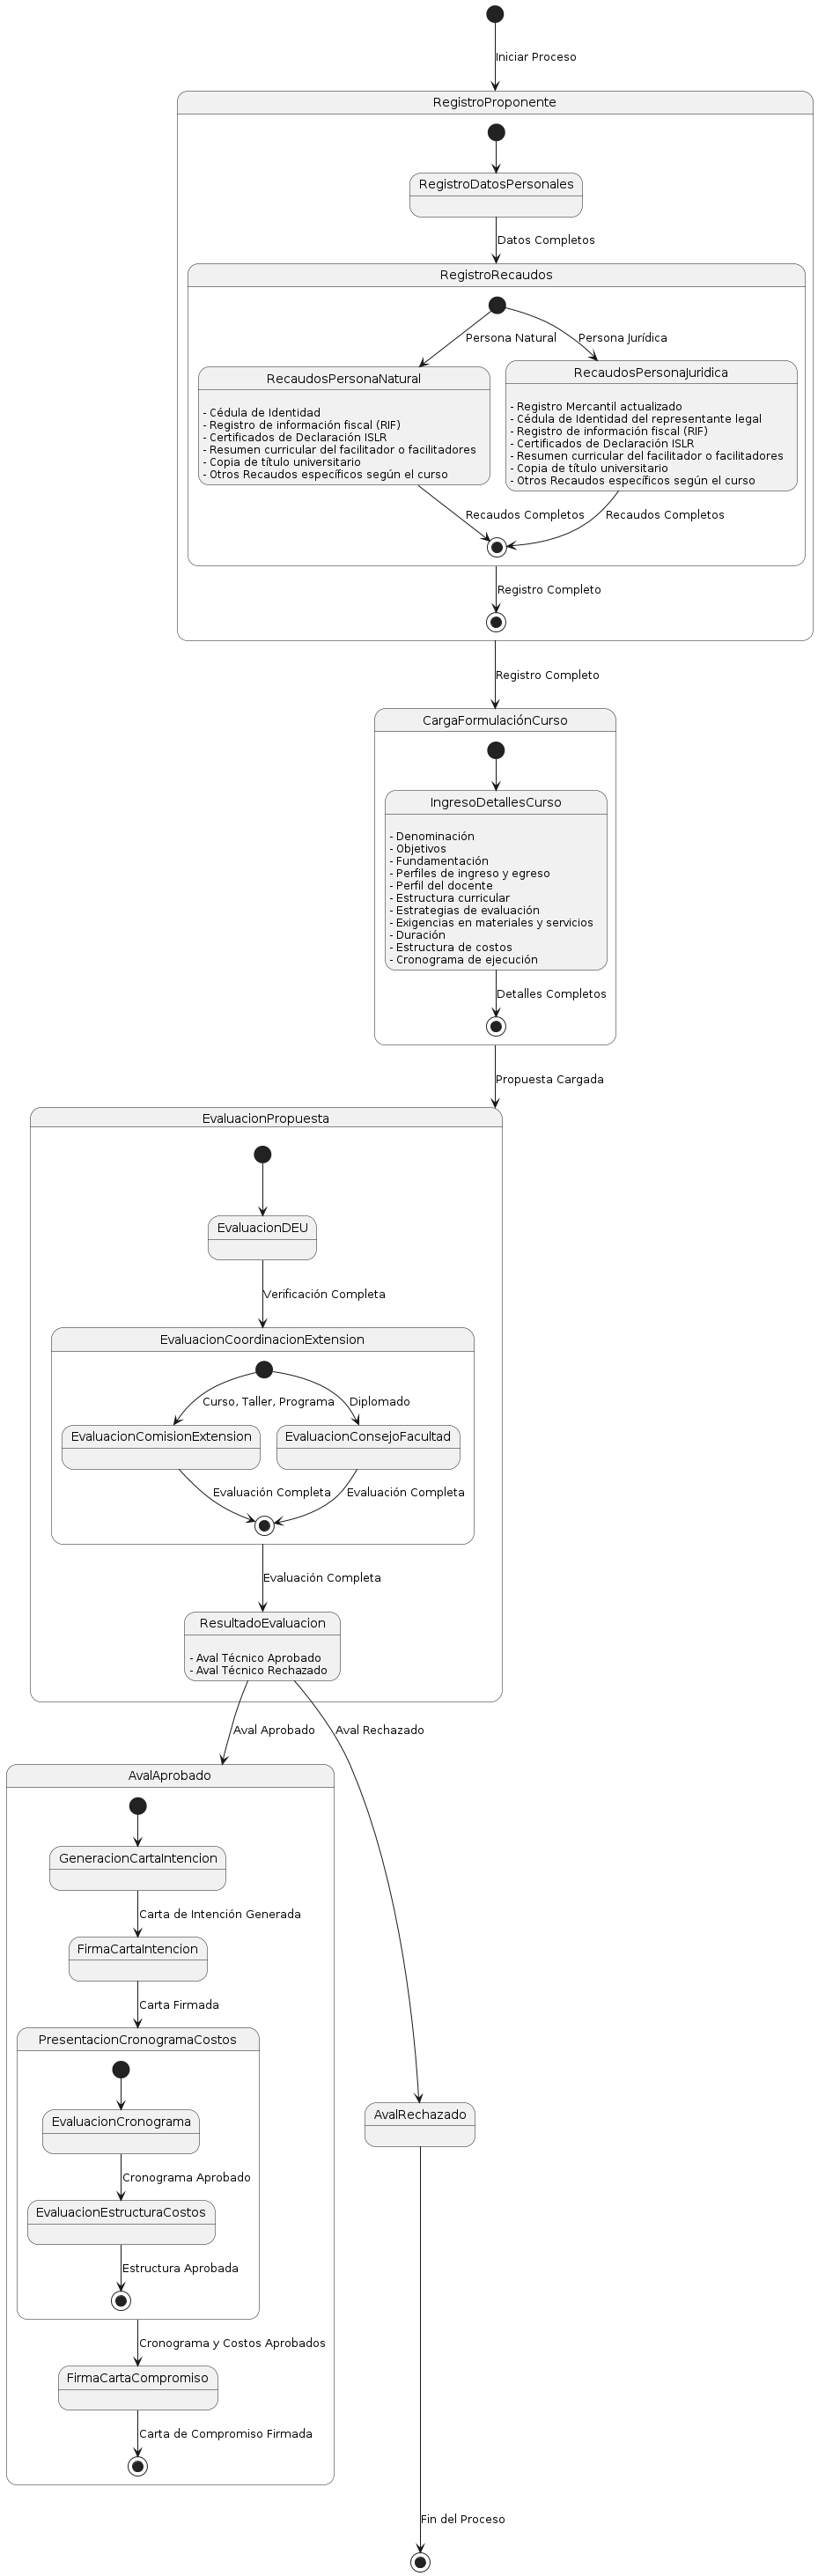 Iniciar Proceso
RegistroProponente
RegistroDatosPersonales
Datos Completos
RegistroRecaudos
Persona Natural
Persona Jurídica
RecaudosPersonaNatural
- Cédula de Identidad
- Registro de información fiscal (RIF)
- Certificados de Declaración ISLR
- Resumen curricular del facilitador o facilitadores
- Copia de título universitario
- Otros Recaudos específicos según el curso
RecaudosPersonaJuridica
- Registro Mercantil actualizado
- Cédula de Identidad del representante legal
- Registro de información fiscal (RIF)
- Certificados de Declaración ISLR
- Resumen curricular del facilitador o facilitadores
- Copia de título universitario
- Otros Recaudos específicos según el curso
Recaudos Completos
Recaudos Completos
Registro Completo
Registro Completo
CargaFormulaciónCurso
IngresoDetallesCurso
- Denominación
- Objetivos
- Fundamentación
- Perfiles de ingreso y egreso
- Perfil del docente
- Estructura curricular
- Estrategias de evaluación
- Exigencias en materiales y servicios
- Duración
- Estructura de costos
- Cronograma de ejecución
Detalles Completos
Propuesta Cargada
EvaluacionPropuesta
EvaluacionDEU
Verificación Completa
EvaluacionCoordinacionExtension
Curso, Taller, Programa
Diplomado
EvaluacionComisionExtension
EvaluacionConsejoFacultad
Evaluación Completa
Evaluación Completa
Evaluación Completa
ResultadoEvaluacion
- Aval Técnico Aprobado
- Aval Técnico Rechazado
Aval Aprobado
Aval Rechazado
AvalAprobado
GeneracionCartaIntencion
Carta de Intención Generada
FirmaCartaIntencion
Carta Firmada
PresentacionCronogramaCostos
EvaluacionCronograma
AvalRechazado
Cronograma Aprobado
EvaluacionEstructuraCostos
Estructura Aprobada
Cronograma y Costos Aprobados
FirmaCartaCompromiso
Carta de Compromiso Firmada
Fin del Proceso